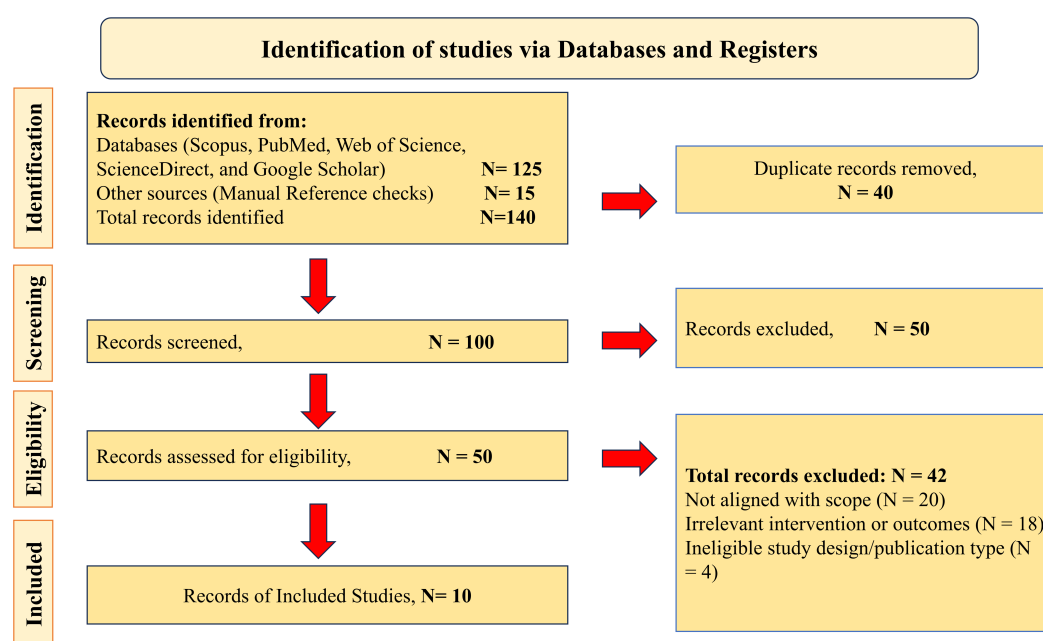 Identification of studies via Databases and Registers
Identification
Records identified from:
Databases (Scopus, PubMed, Web of Science,
ScienceDirect, and Google Scholar) N= 125
Other sources (Manual Reference checks) N= 15
Total records identified N=140
Duplicate records removed,
N = 40
Screening
Records screened, N = 100
Records excluded, N = 50
Eligibility
Records assessed for eligibility, N = 50
Total records excluded: N = 42
Not aligned with scope (N = 20)
Irrelevant intervention or outcomes (N = 18)
Ineligible study design/publication type (N
= 4)
Included
Records of Included Studies, N= 10